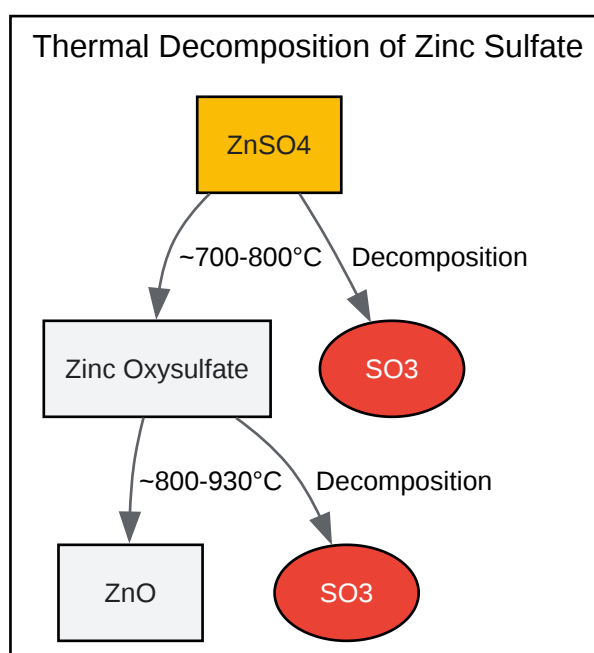 Thermal Decomposition of Zinc Sulfate
ZnSO4
~700-800°C
Decomposition
Zinc Oxysulfate
SO3
~800-930°C
Decomposition
ZnO
SO3